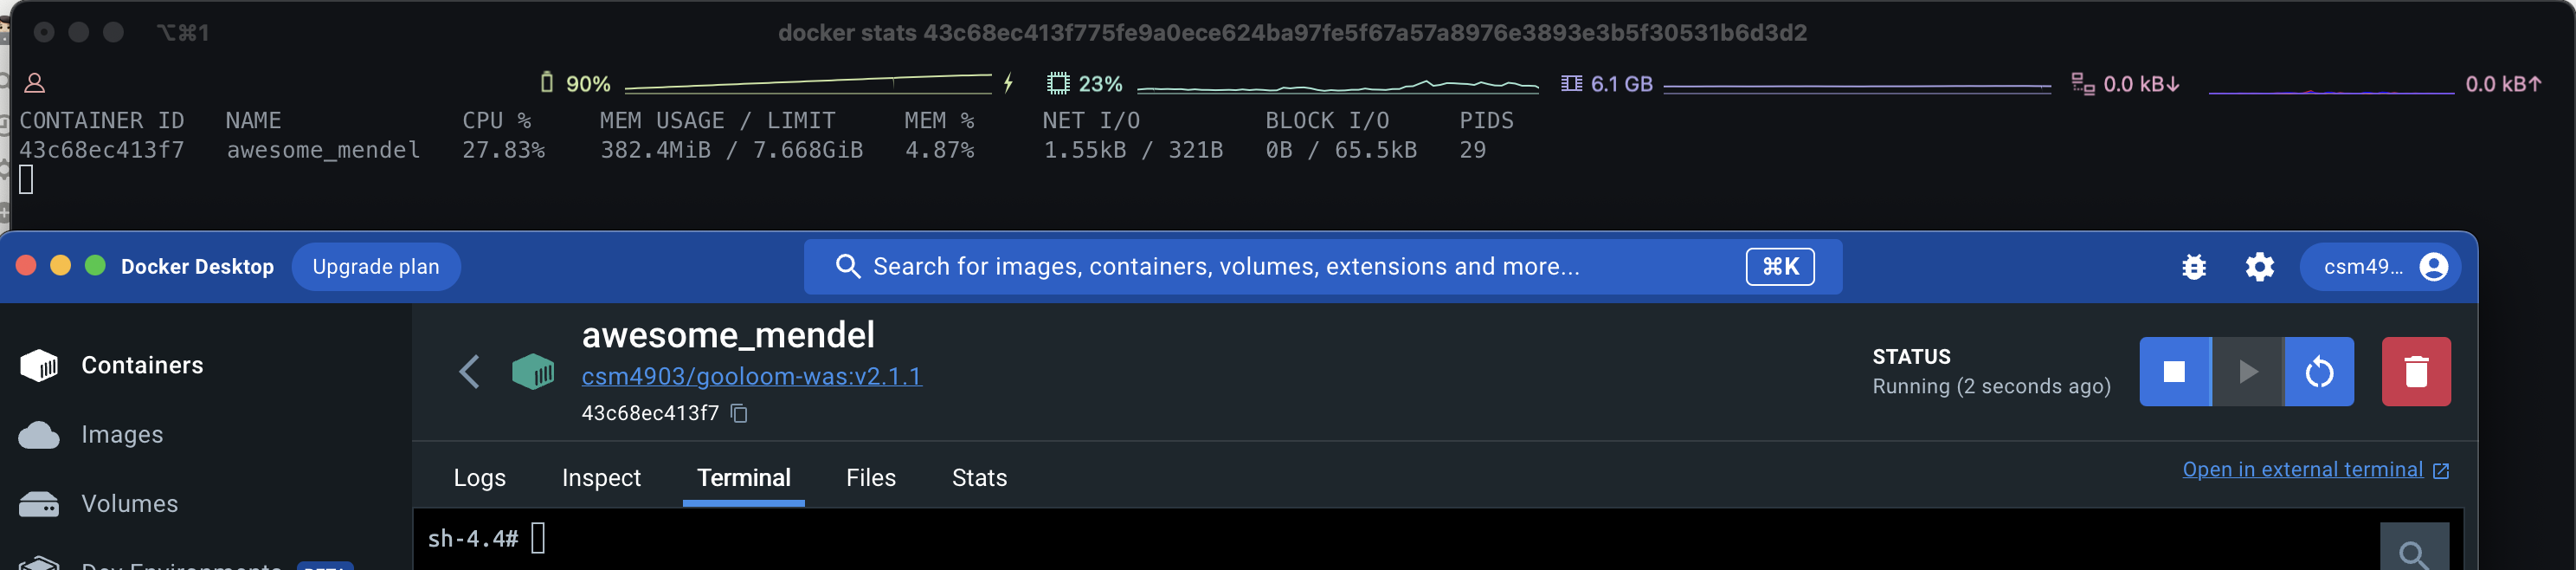 ⌥⌘1 docker stats 43c68ec413f775fe9a0ece624ba97fe5f67a57a8976e3893e3b5f30531b6d3d2
90% 23% 6.1 GB 0.0 kB↓ 0.0 kB↑
CONTAINER ID NAME CPU % MEM USAGE / LIMIT MEM % NET I/O BLOCK I/O PIDS
43c68ec413f7 awesome_mendel 27.83% 382.4MiB / 7.668GiB 4.87% 1.55kB / 321B 0B / 65.5kB 29
Docker Desktop Upgrade plan Search for images, containers, volumes, extensions and more... ⌘K csm49...
Containers
Images
Volumes
Dev Environments BETA
awesome_mendel
csm4903/gooloom-was:v2.1.1
43c68ec413f7
STATUS
Running (2 seconds ago)
Logs Inspect Terminal Files Stats
Open in external terminal
sh-4.4#